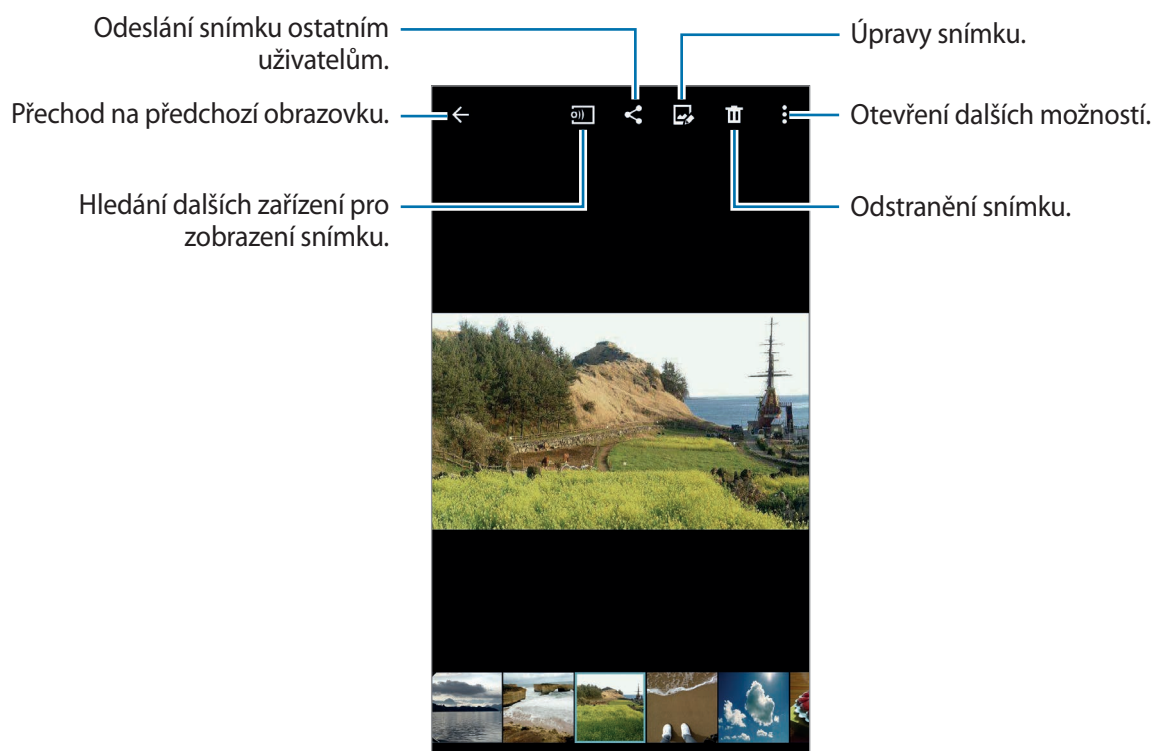 Odeslání snímku ostatním
uživatelům.
Úpravy snímku.
Přechod na předchozí obrazovku.
Otevření dalších možností.
Hledání dalších zařízení pro
zobrazení snímku.
Odstranění snímku.